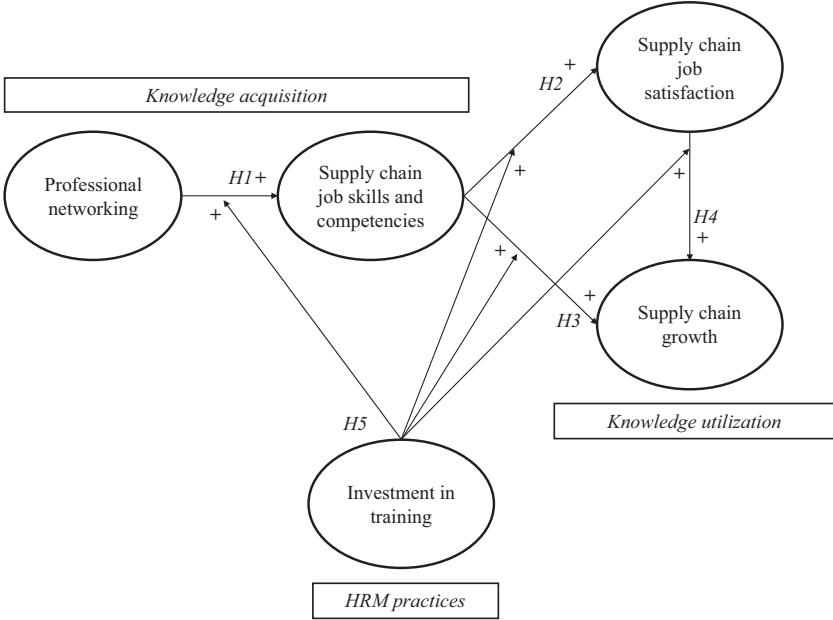 Supply chain
job
satisfaction
+
H2
Knowledge acquisition
Professional
networking
H1+
+
Supply chain
job skills and
competencies
+
+
+
H4
+
+
H3
Supply chain
growth
Knowledge utilization
H5
Investment in
training
HRM practices